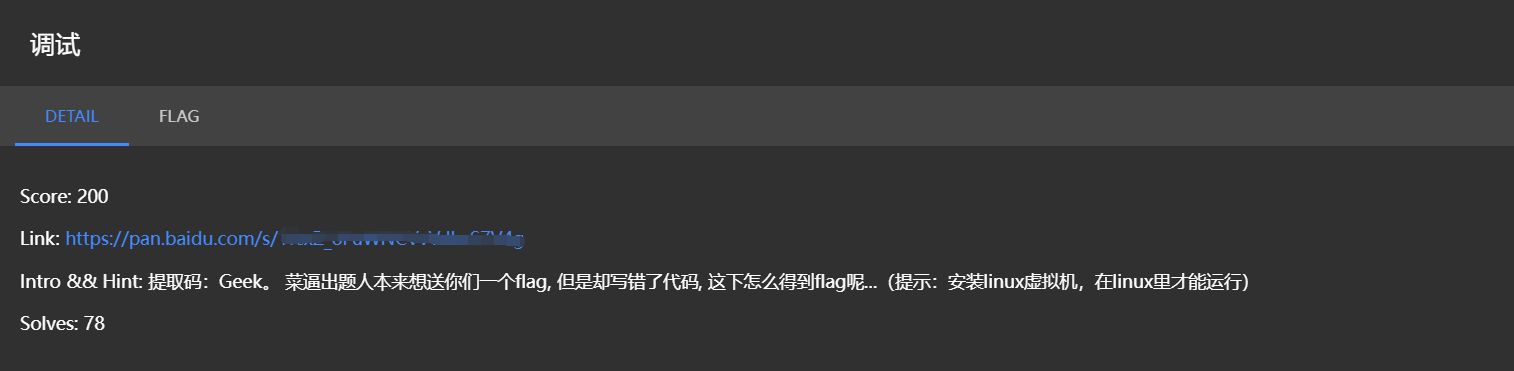 调试
DETAIL FLAG
Score: 200
Link: https://pan.baidu.com/s/
Intro && Hint: 提取码：Geek。 菜逼出题人本来想送你们一个flag, 但是却写错了代码, 这下怎么得到flag呢...（提示：安装linux虚拟机，在linux里才能运行）
Solves: 78